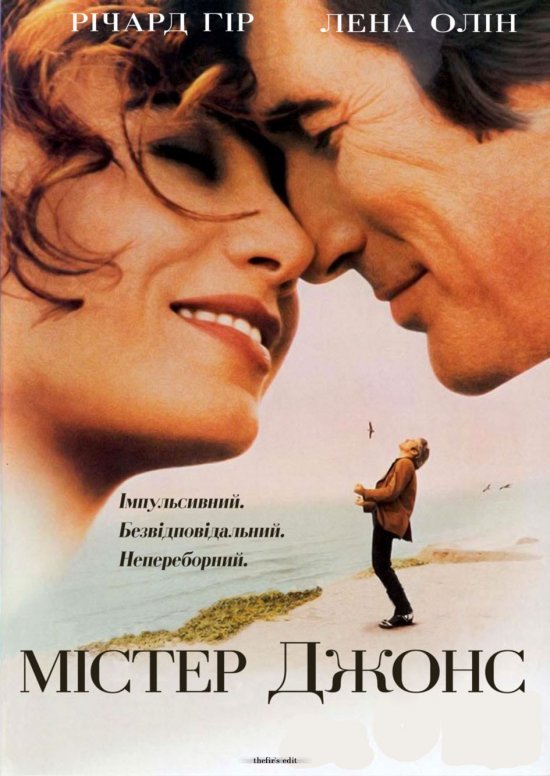 РІЧАРД ГІР ЛЕНА ОЛІН
Імпульсивний.
Безвідповідальний.
Непереборний.
МІСТЕР ДЖОНС
thefir's edit